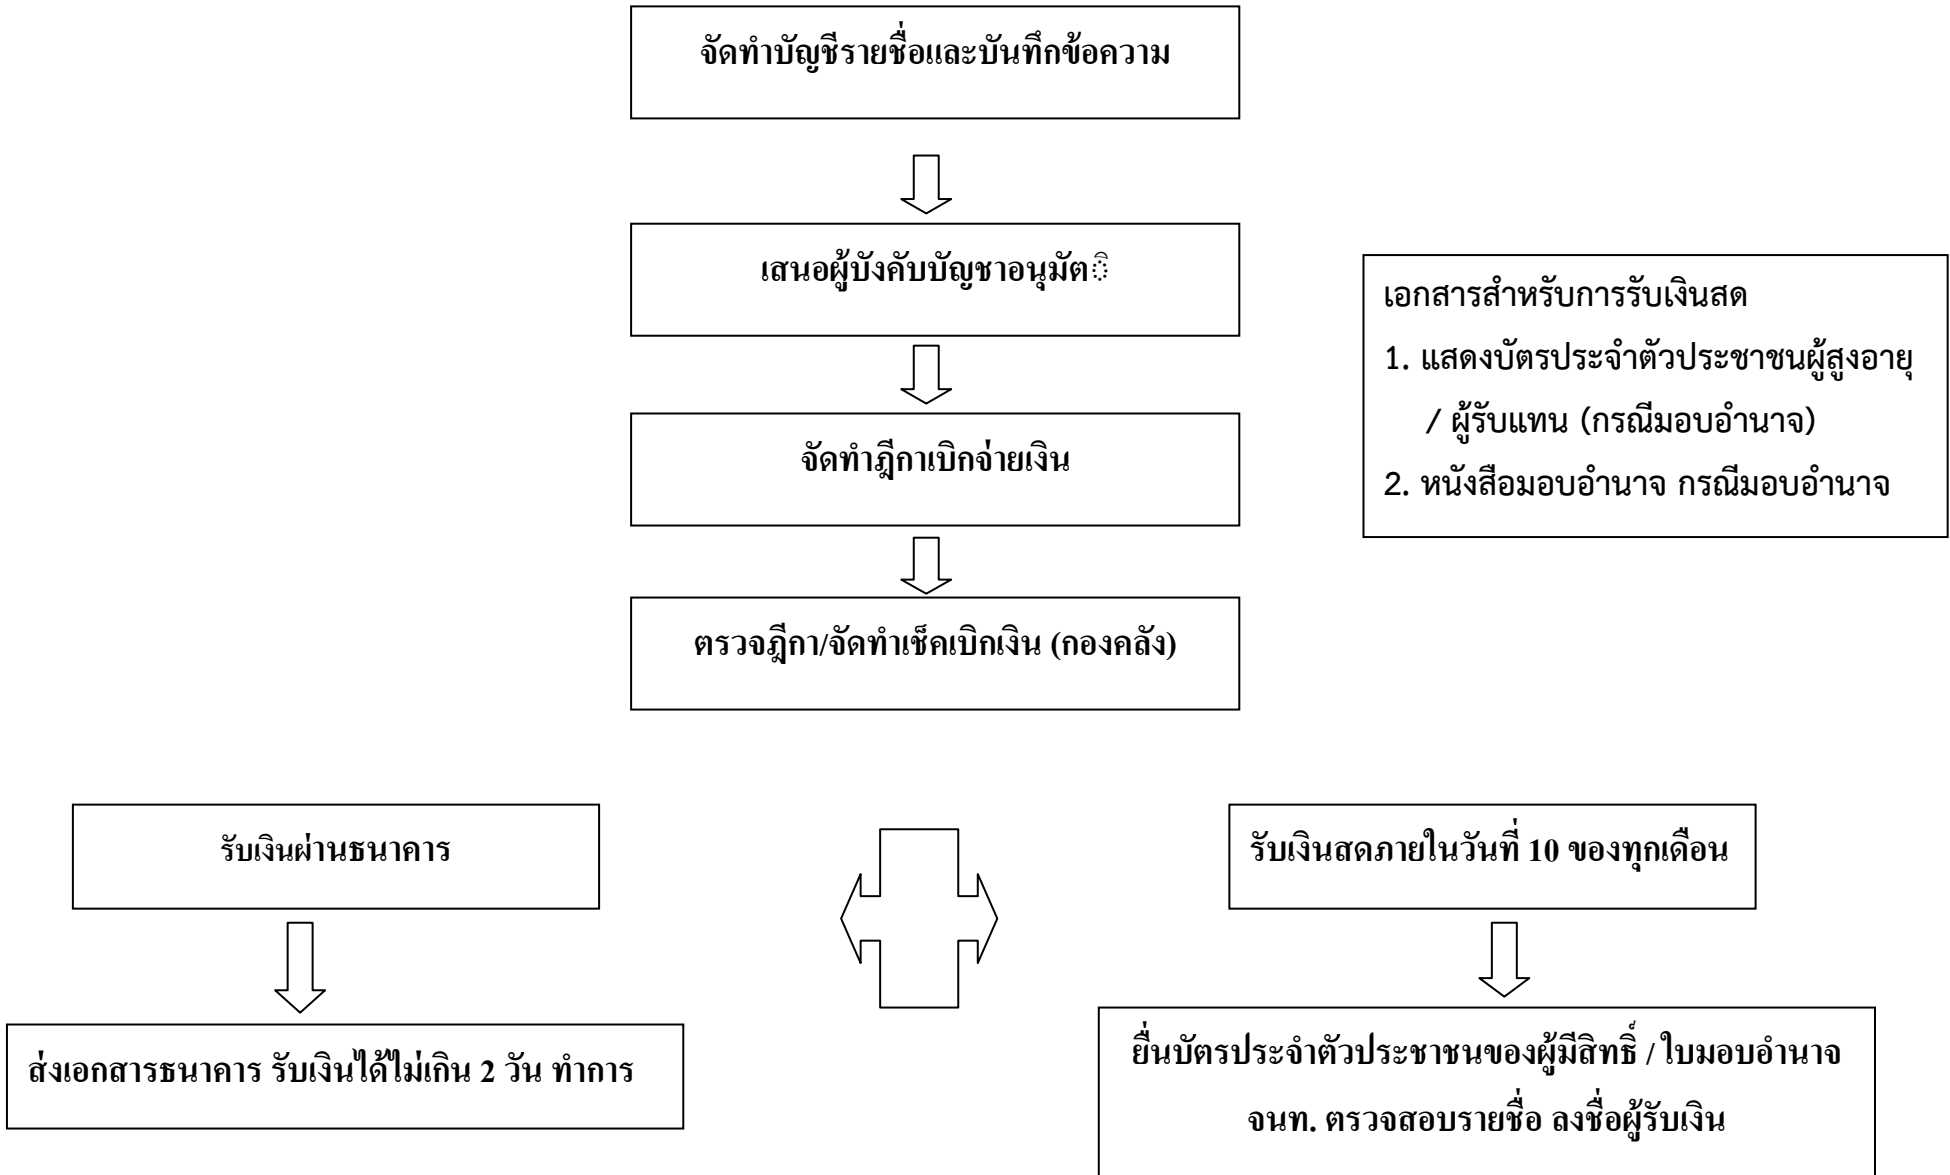 จัดทำบัญชีรายชื่อและบันทึกข้อความ
เสนอผู้บังคับบัญชาอนุมัติ
เอกสารสำหรับการรับเงินสด
1. แสดงบัตรประจำตัวประชาชนผู้สูงอายุ
/ ผู้รับแทน (กรณีมอบอำนาจ)
2. หนังสือมอบอำนาจ กรณีมอบอำนาจ
จัดทำฎีกาเบิกจ่ายเงิน
ตรวจฎีกา/จัดทำเช็คเบิกเงิน (กองคลัง)
รับเงินผ่านธนาคาร
รับเงินสดภายในวันที่ 10 ของทุกเดือน
ส่งเอกสารธนาคาร รับเงินได้ไม่เกิน 2 วัน ทำการ
ยื่นบัตรประจำตัวประชาชนของผู้มีสิทธิ์ / ใบมอบอำนาจ
จนท. ตรวจสอบรายชื่อ ลงชื่อผู้รับเงิน